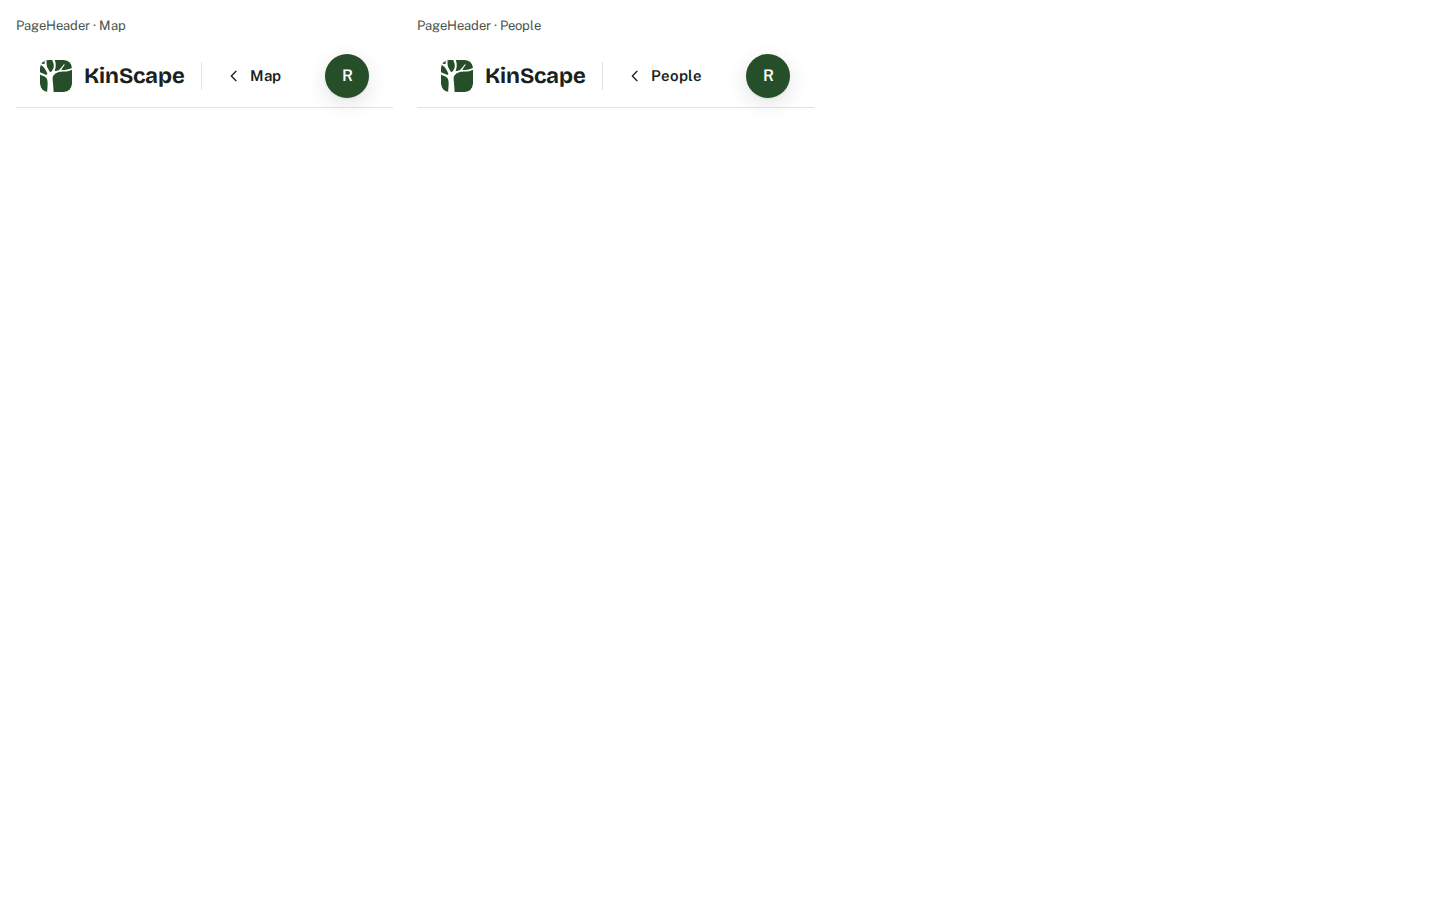 PageHeader · Map
KinScape
Map
R
PageHeader · People
KinScape
People
R